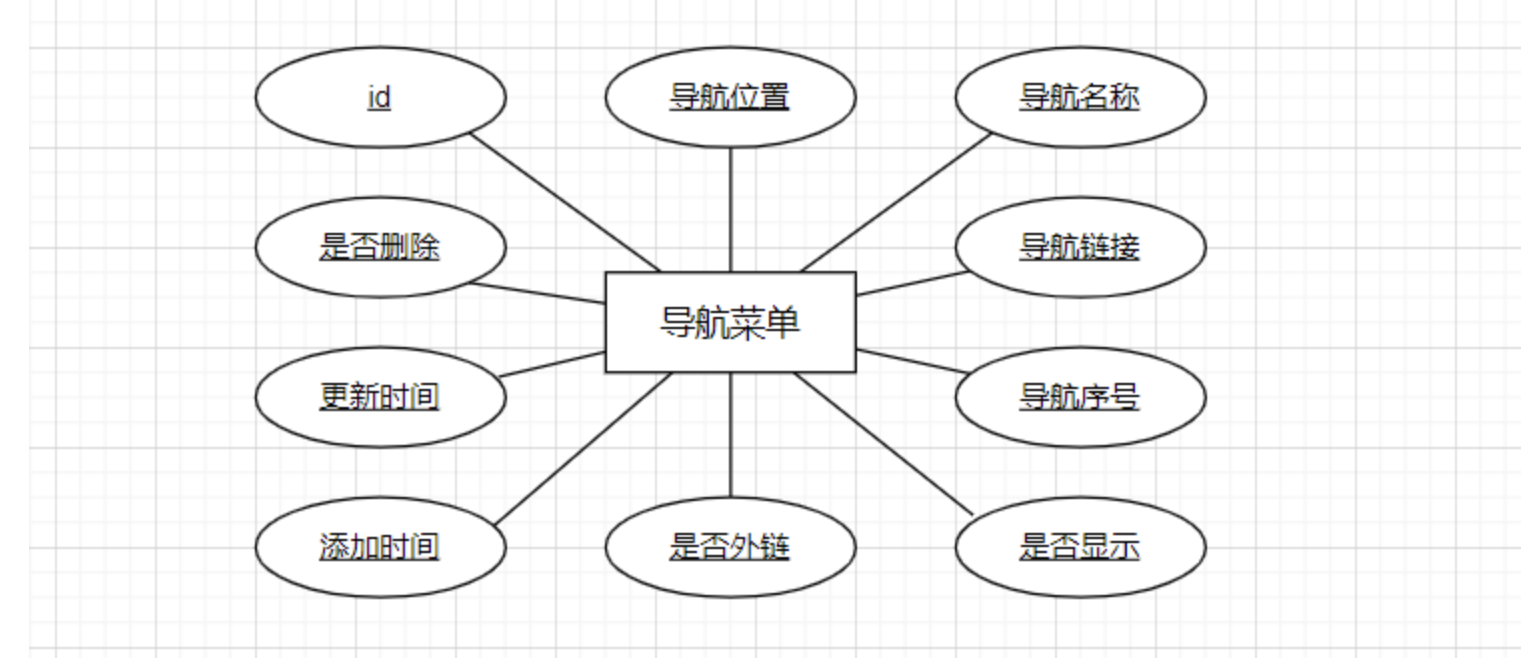 id
导航位置
导航名称
是否删除
导航链接
导航菜单
更新时间
导航序号
添加时间
是否外链
是否显示